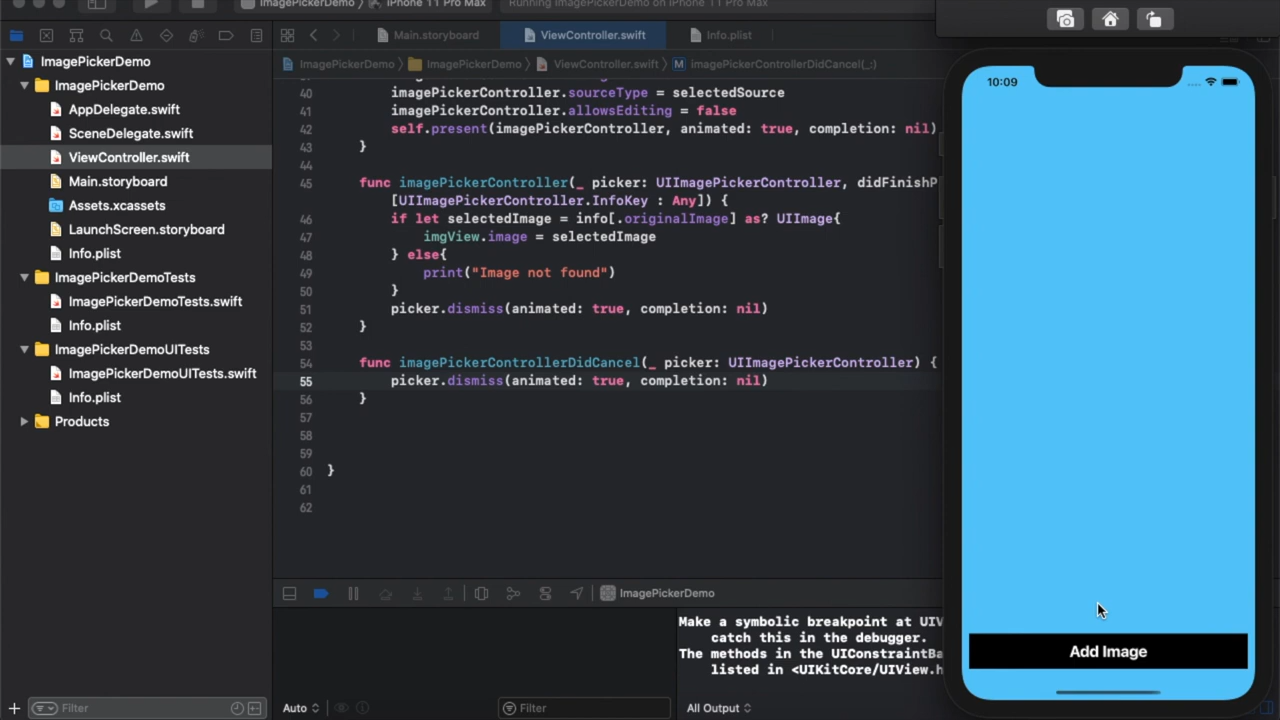 ImagePickerDemo
iPhone 11 Pro Max
Running ImagePickerDemo on iPhone 11 Pro Max
Main.storyboard
ViewController.swift
Info.plist
ImagePickerDemo
ImagePickerDemo
ViewController.swift
M
imagePickerControllerDidCancel(_:)
ImagePickerDemo
ImagePickerDemo
AppDelegate.swift
SceneDelegate.swift
ViewController.swift
Main.storyboard
Assets.xcassets
LaunchScreen.storyboard
Info.plist
ImagePickerDemoTests
ImagePickerDemoTests.swift
Info.plist
ImagePickerDemoUITests
ImagePickerDemoUITests.swift
Info.plist
Products
Filter
40 imagePickerController.sourceType = selectedSource
41 imagePickerController.allowsEditing = false
42 self.present(imagePickerController, animated: true, completion: nil)
43 }
44
45 func imagePickerController(_ picker: UIImagePickerController, didFinishP
[UIImagePickerController.InfoKey : Any]) {
46 if let selectedImage = info[.originalImage] as? UIImage{
47 imgView.image = selectedImage
48 } else{
49 print("Image not found")
50 }
51 picker.dismiss(animated: true, completion: nil)
52 }
53
54 func imagePickerControllerDidCancel(_ picker: UIImagePickerController) {
55 picker.dismiss(animated: true, completion: nil)
56 }
57
58
59
60 }
61
62
ImagePickerDemo
Make a symbolic breakpoint at UIV
catch this in the debugger.
The methods in the UIConstraintBa
listed in <UIKitCore/UIView.h
Auto
Filter
All Output
10:09
Add Image